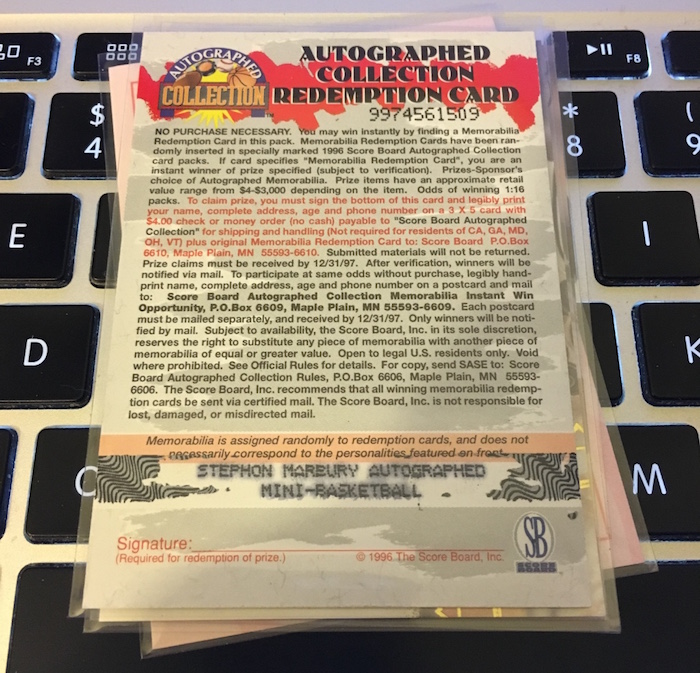 F3
F8
AUTOGRAPHED
COLLECTION
AUTOGRAPHED
COLLECTION
REDEMPTION CARD
9974561509
$
4
*
8
(
9
E
I
D
K
C
M
NO PURCHASE NECESSARY. You may win instantly by finding a Memorabilia
Redemption Card in this pack. Memorabilia Redemption Cards have been ran-
domly inserted in specially marked 1996 Score Board Autographed Collection
card packs. If card specifies "Memorabilia Redemption Card", you are an
instant winner of prize specified (subject to verification). Prizes-Sponsor's
choice of Autographed Memorabilia. Prize items have an approximate retail
value range from $4-$3,000 depending on the item. Odds of winning 1:16
packs. To claim prize, you must sign the bottom of this card and legibly print
your name, complete address, age and phone number on a 3 X 5 card with
$4.00 check or money order (no cash) payable to "Score Board Autographed
Collection" for shipping and handling (Not required for residents of CA, GA, MD,
OH, VT) plus original Memorabilia Redemption Card to: Score Board P.O.Box
6610, Maple Plain, MN 55593-6610. Submitted materials will not be returned.
Prize claims must be received by 12/31/97. After verification, winners will be
notified via mail. To participate at same odds without purchase, legibly hand-
print name, complete address, age and phone number on a postcard and mail
to: Score Board Autographed Collection Memorabilia Instant Win
Opportunity, P.O.Box 6609, Maple Plain, MN 55593-6609. Each postcard
must be mailed separately, and received by 12/31/97. Only winners will be noti-
fied by mail. Subject to availability, the Score Board, Inc. in its sole discretion,
reserves the right to substitute any piece of memorabilia with another piece of
memorabilia of equal or greater value. Open to legal U.S. residents only. Void
where prohibited. See Official Rules for details. For copy, send SASE to: Score
Board Autographed Collection Rules, P.O.Box 6606, Maple Plain, MN 55593-
6606. The Score Board, Inc. recommends that all winning memorabilia redemp-
tion cards be sent via certified mail. The Score Board, Inc. is not responsible for
lost, damaged, or misdirected mail.
Memorabilia is assigned randomly to redemption cards, and does not
necessarily correspond to the personalities featured on front.
STEPHON MARBURY AUTOGRAPHED
MINI-BASKETBALL
Signature:
(Required for redemption of prize.)
© 1996 The Score Board, Inc.
SB
SCORE BOARD